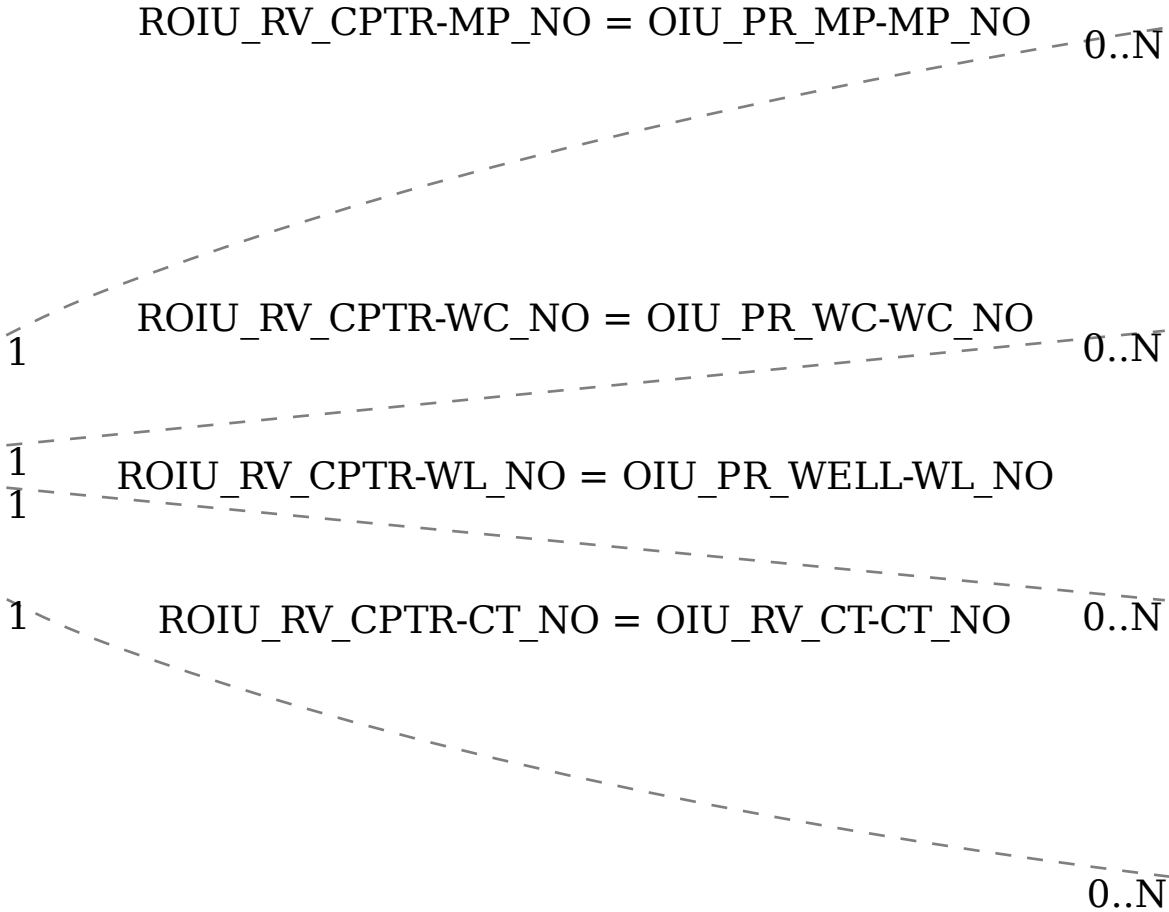 ROIU_RV_CPTR-MP_NO = OIU_PR_MP-MP_NO
0..N
ROIU_RV_CPTR-WC_NO = OIU_PR_WC-WC_NO
1
0..N
1
ROIU_RV_CPTR-WL_NO = OIU_PR_WELL-WL_NO
1
1
ROIU_RV_CPTR-CT_NO = OIU_RV_CT-CT_NO
0..N
0..N